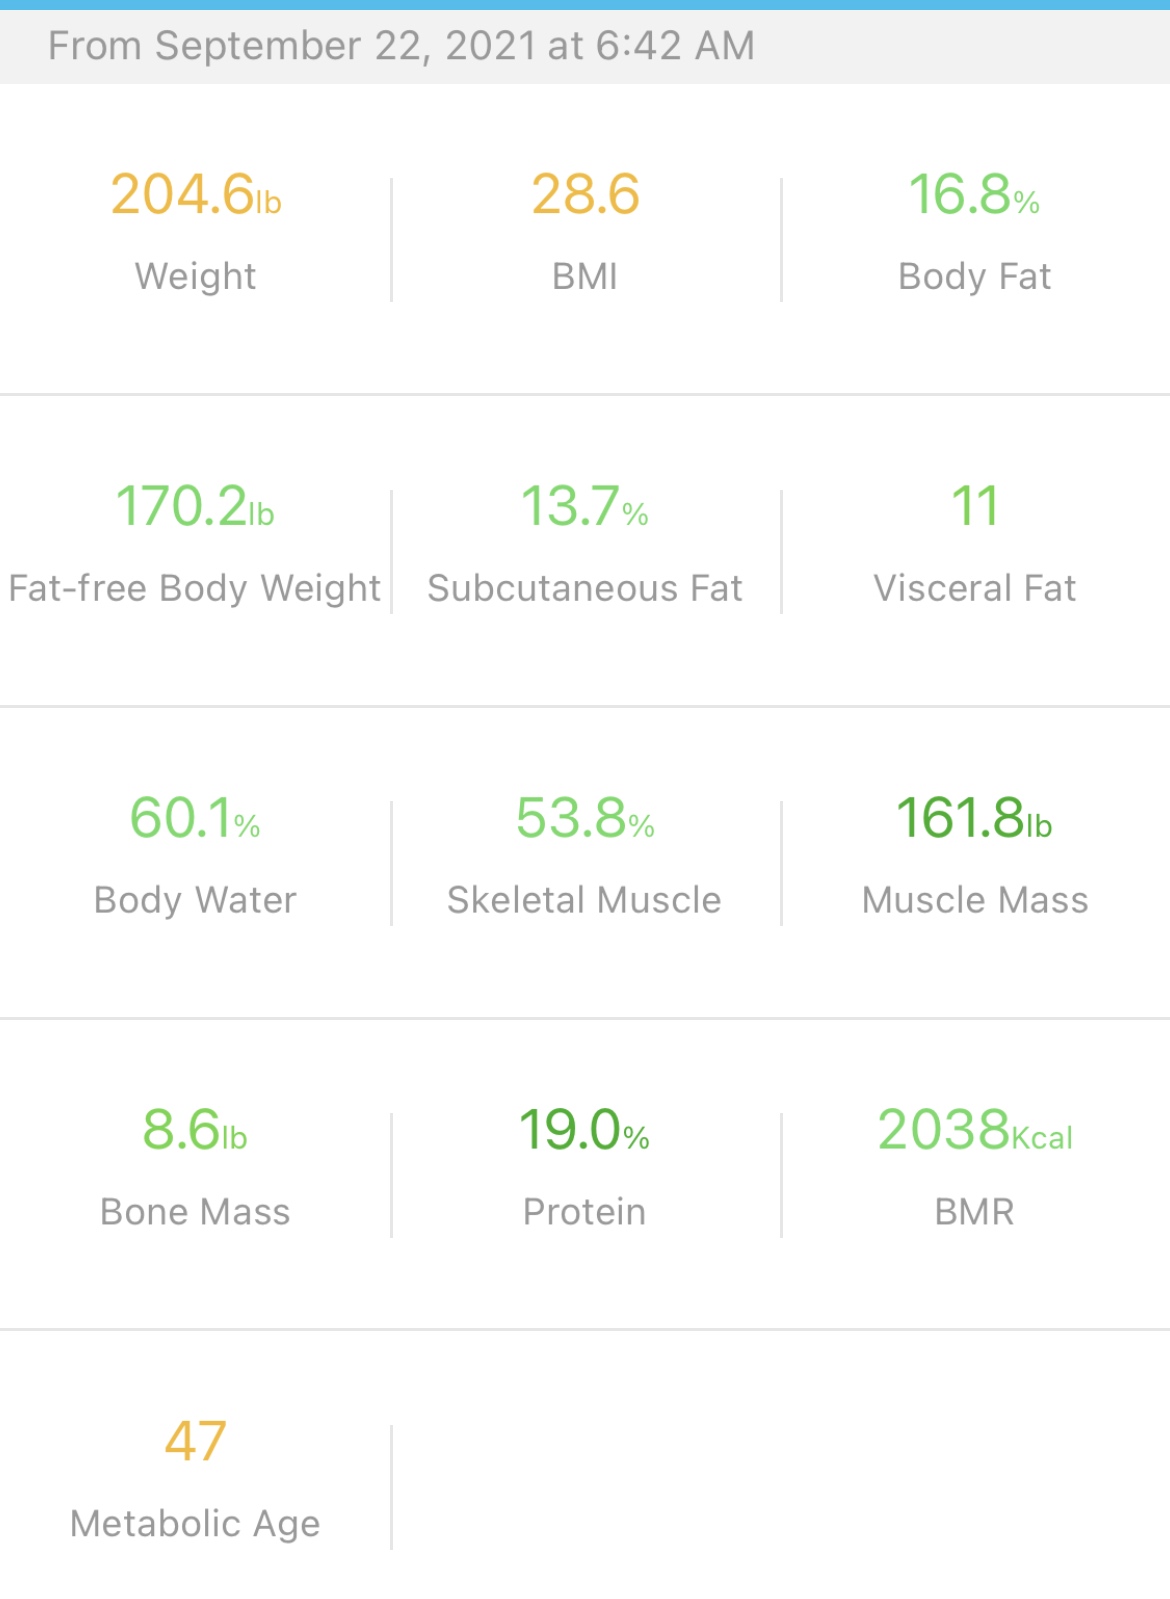 From September 22, 2021 at 6:42 AM
204.6lb 28.6 16.8%
Weight BMI Body Fat
170.2lb 13.7% 11
Fat-free Body Weight Subcutaneous Fat Visceral Fat
60.1% 53.8% 161.8lb
Body Water Skeletal Muscle Muscle Mass
8.6lb 19.0% 2038Kcal
Bone Mass Protein BMR
47
Metabolic Age